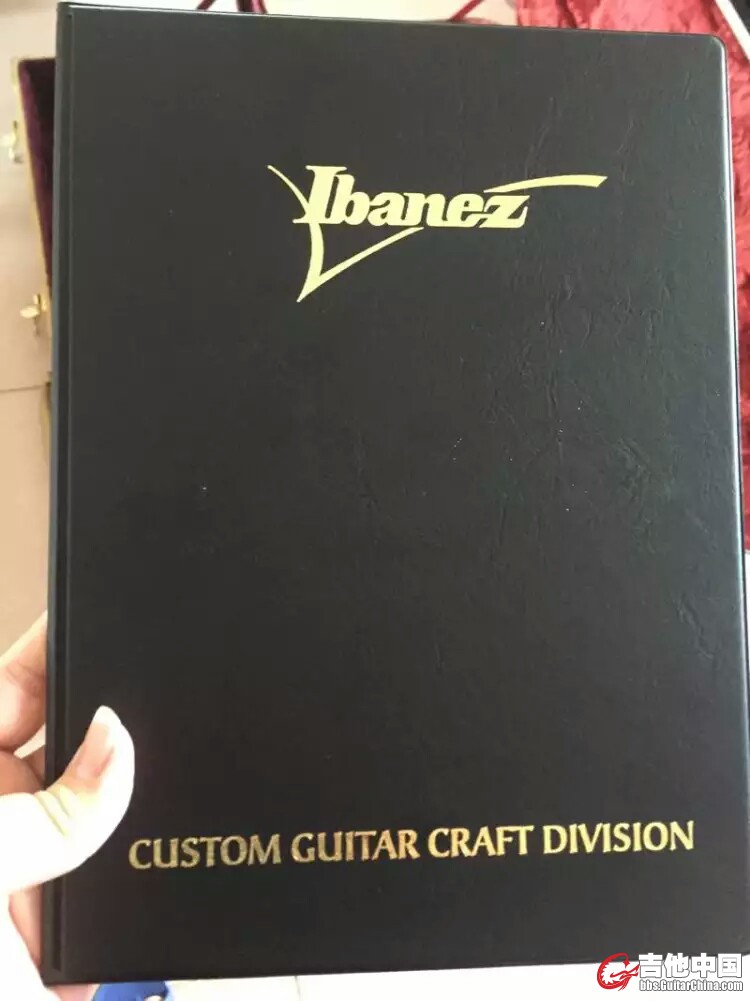 Ibanez
CUSTOM GUITAR CRAFT DIVISION
吉他中国
bbs.GuitarChina.com